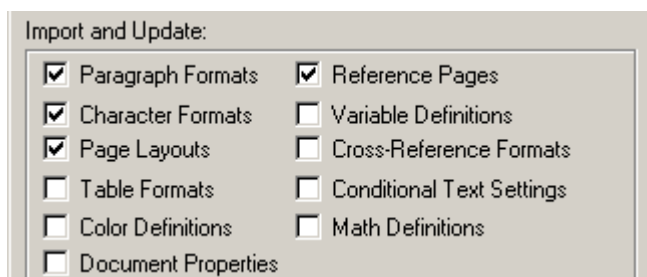 Import and Update:
Paragraph Formats
Reference Pages
Character Formats
Variable Definitions
Page Layouts
Cross-Reference Formats
Table Formats
Conditional Text Settings
Color Definitions
Math Definitions
Document Properties